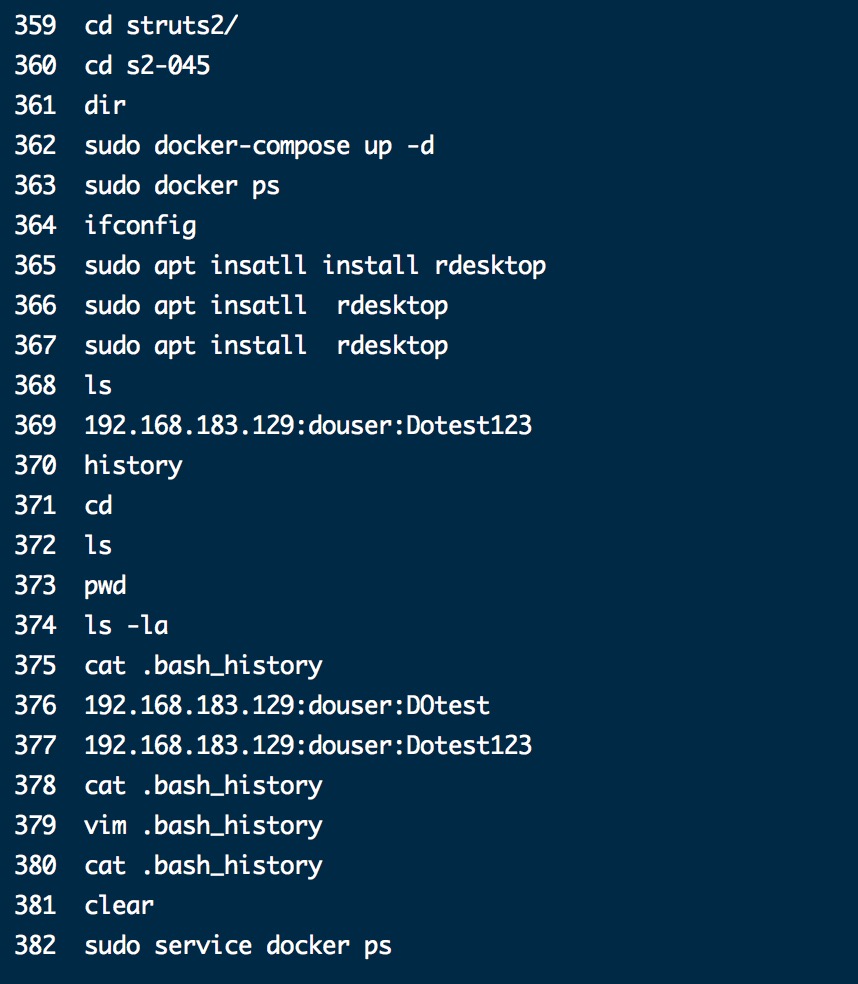 359 cd struts2/
360 cd s2-045
361 dir
362 sudo docker-compose up -d
363 sudo docker ps
364 ifconfig
365 sudo apt insatll install rdesktop
366 sudo apt insatll  rdesktop
367 sudo apt install  rdesktop
368 ls
369 192.168.183.129:douser:Dotest123
370 history
371 cd
372 ls
373 pwd
374 ls -la
375 cat .bash_history
376 192.168.183.129:douser:DOtest
377 192.168.183.129:douser:Dotest123
378 cat .bash_history
379 vim .bash_history
380 cat .bash_history
381 clear
382 sudo service docker ps